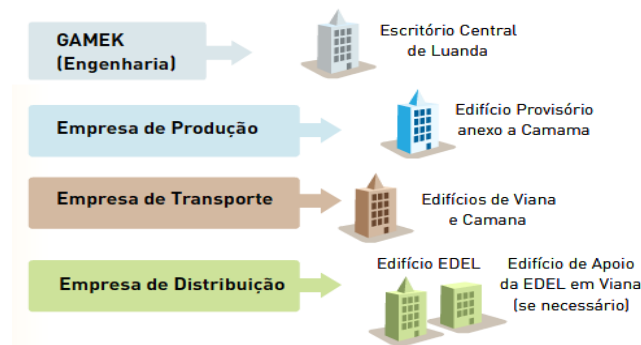 GAMEK
(Engenharia)
Escritório Central
de Luanda
Empresa de Produção
Edifício Provisório
anexo a Camama
Empresa de Transporte
Edifícios de Viana
e Camana
Empresa de Distribuição
Edifício EDEL
Edifício de Apoio
da EDEL em Viana
(se necessário)